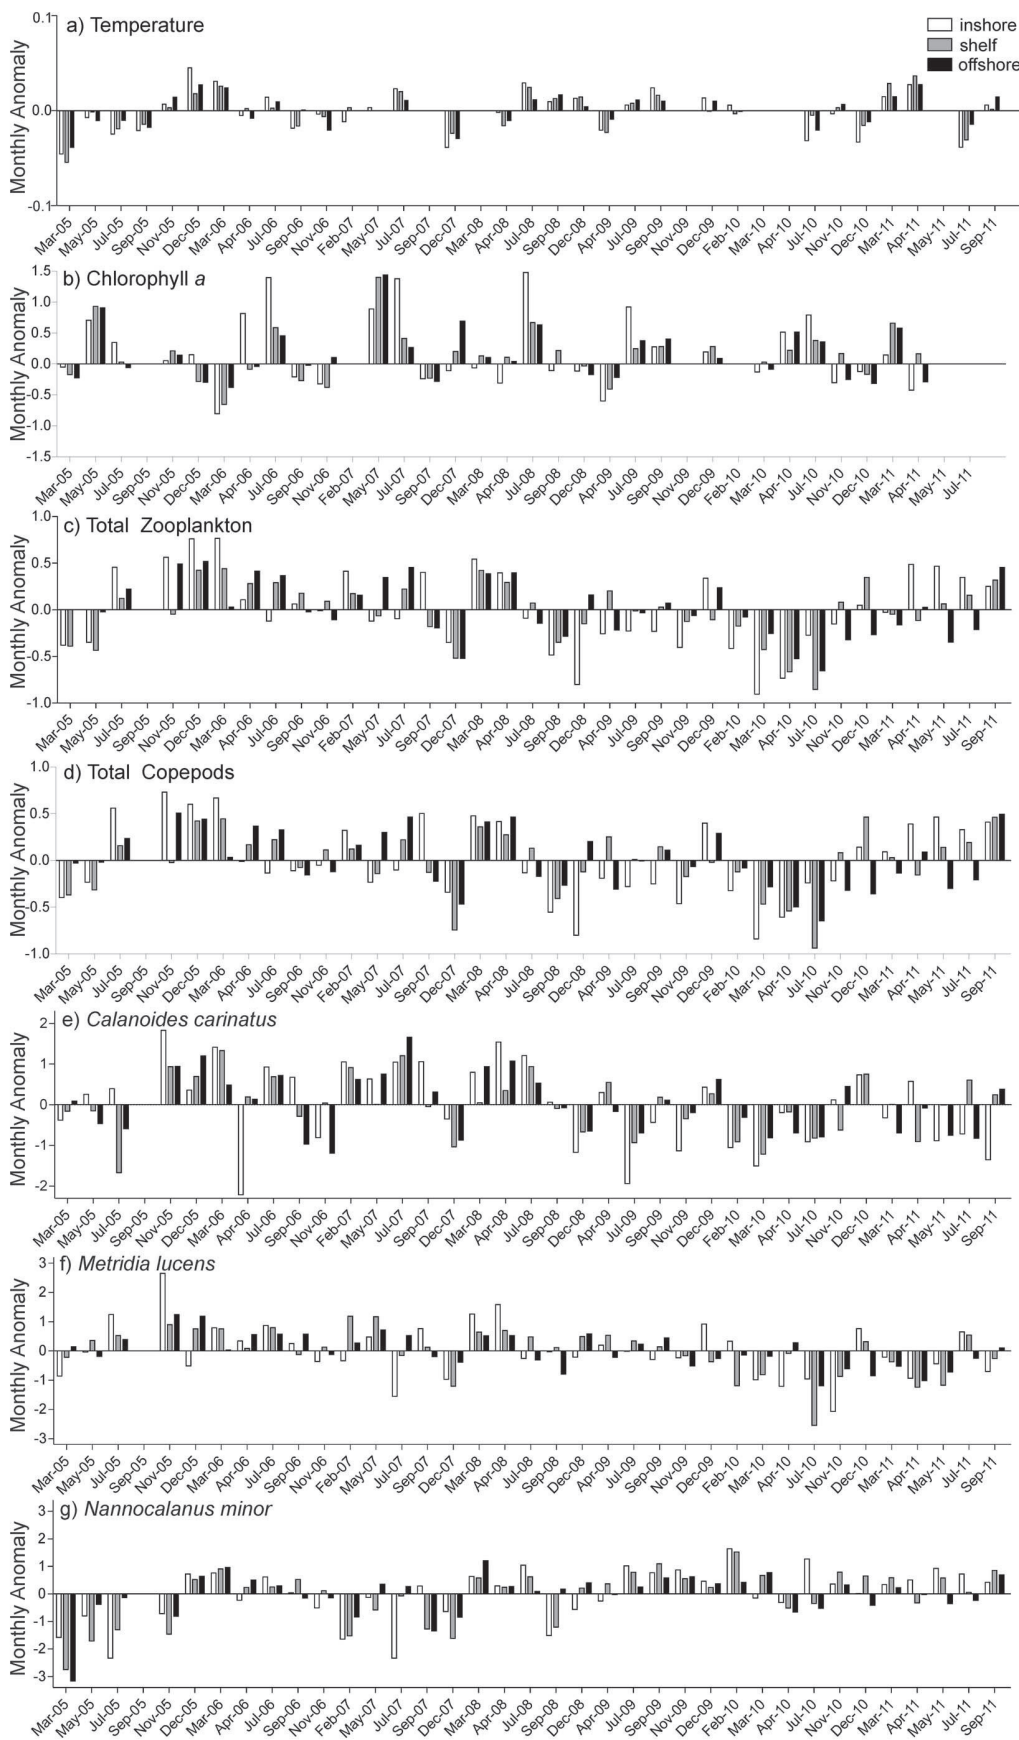 a) Temperature
inshore
shelf
offshore
Monthly Anomaly
0.1
0.0
-0.1
Mar-05 May-05 Jul-05 Sep-05 Nov-05 Dec-05 Mar-06 Apr-06 Jul-06 Sep-06 Nov-06 Feb-07 May-07 Jul-07 Sep-07 Dec-07 Mar-08 Apr-08 Jul-08 Sep-08 Dec-08 Apr-09 Jul-09 Sep-09 Nov-09 Dec-09 Feb-10 Mar-10 Apr-10 Jul-10 Nov-10 Dec-10 Mar-11 Apr-11 May-11 Jul-11 Sep-11
b) Chlorophyll a
Monthly Anomaly
1.5
1.0
0.5
0.0
-0.5
-1.0
-1.5
Mar-05 May-05 Jul-05 Sep-05 Nov-05 Dec-05 Mar-06 Apr-06 Jul-06 Sep-06 Nov-06 Feb-07 May-07 Jul-07 Sep-07 Dec-07 Mar-08 Apr-08 Jul-08 Sep-08 Dec-08 Apr-09 Jul-09 Sep-09 Nov-09 Dec-09 Feb-10 Mar-10 Apr-10 Jul-10 Nov-10 Dec-10 Mar-11 Apr-11 May-11 Jul-11
c) Total Zooplankton
Monthly Anomaly
1.0
0.5
0.0
-0.5
-1.0
Mar-05 May-05 Jul-05 Sep-05 Nov-05 Dec-05 Mar-06 Apr-06 Jul-06 Sep-06 Nov-06 Feb-07 May-07 Jul-07 Sep-07 Dec-07 Mar-08 Apr-08 Jul-08 Sep-08 Dec-08 Apr-09 Jul-09 Sep-09 Nov-09 Dec-09 Feb-10 Mar-10 Apr-10 Jul-10 Nov-10 Dec-10 Mar-11 Apr-11 May-11 Jul-11 Sep-11
d) Total Copepods
Monthly Anomaly
1.0
0.5
0.0
-0.5
-1.0
Mar-05 May-05 Jul-05 Sep-05 Nov-05 Dec-05 Mar-06 Apr-06 Jul-06 Sep-06 Nov-06 Feb-07 May-07 Jul-07 Sep-07 Dec-07 Mar-08 Apr-08 Jul-08 Sep-08 Dec-08 Apr-09 Jul-09 Sep-09 Nov-09 Dec-09 Feb-10 Mar-10 Apr-10 Jul-10 Nov-10 Dec-10 Mar-11 Apr-11 May-11 Jul-11 Sep-11
e) Calanoides carinatus
Monthly Anomaly
2
1
0
-1
-2
Mar-05 May-05 Jul-05 Sep-05 Nov-05 Dec-05 Mar-06 Apr-06 Jul-06 Sep-06 Nov-06 Feb-07 May-07 Jul-07 Sep-07 Dec-07 Mar-08 Apr-08 Jul-08 Sep-08 Dec-08 Apr-09 Jul-09 Sep-09 Nov-09 Dec-09 Feb-10 Mar-10 Apr-10 Jul-10 Nov-10 Dec-10 Mar-11 Apr-11 May-11 Jul-11 Sep-11
f) Metridia lucens
Monthly Anomaly
3
2
1
0
-1
-2
-3
Mar-05 May-05 Jul-05 Sep-05 Nov-05 Dec-05 Mar-06 Apr-06 Jul-06 Sep-06 Nov-06 Feb-07 May-07 Jul-07 Sep-07 Dec-07 Mar-08 Apr-08 Jul-08 Sep-08 Dec-08 Apr-09 Jul-09 Sep-09 Nov-09 Dec-09 Feb-10 Mar-10 Apr-10 Jul-10 Nov-10 Dec-10 Mar-11 Apr-11 May-11 Jul-11 Sep-11
g) Nannocalanus minor
Monthly Anomaly
3
2
1
0
-1
-2
-3
Mar-05 May-05 Jul-05 Sep-05 Nov-05 Dec-05 Mar-06 Apr-06 Jul-06 Sep-06 Nov-06 Feb-07 May-07 Jul-07 Sep-07 Dec-07 Mar-08 Apr-08 Jul-08 Sep-08 Dec-08 Apr-09 Jul-09 Sep-09 Nov-09 Dec-09 Feb-10 Mar-10 Apr-10 Jul-10 Nov-10 Dec-10 Mar-11 Apr-11 May-11 Jul-11 Sep-11